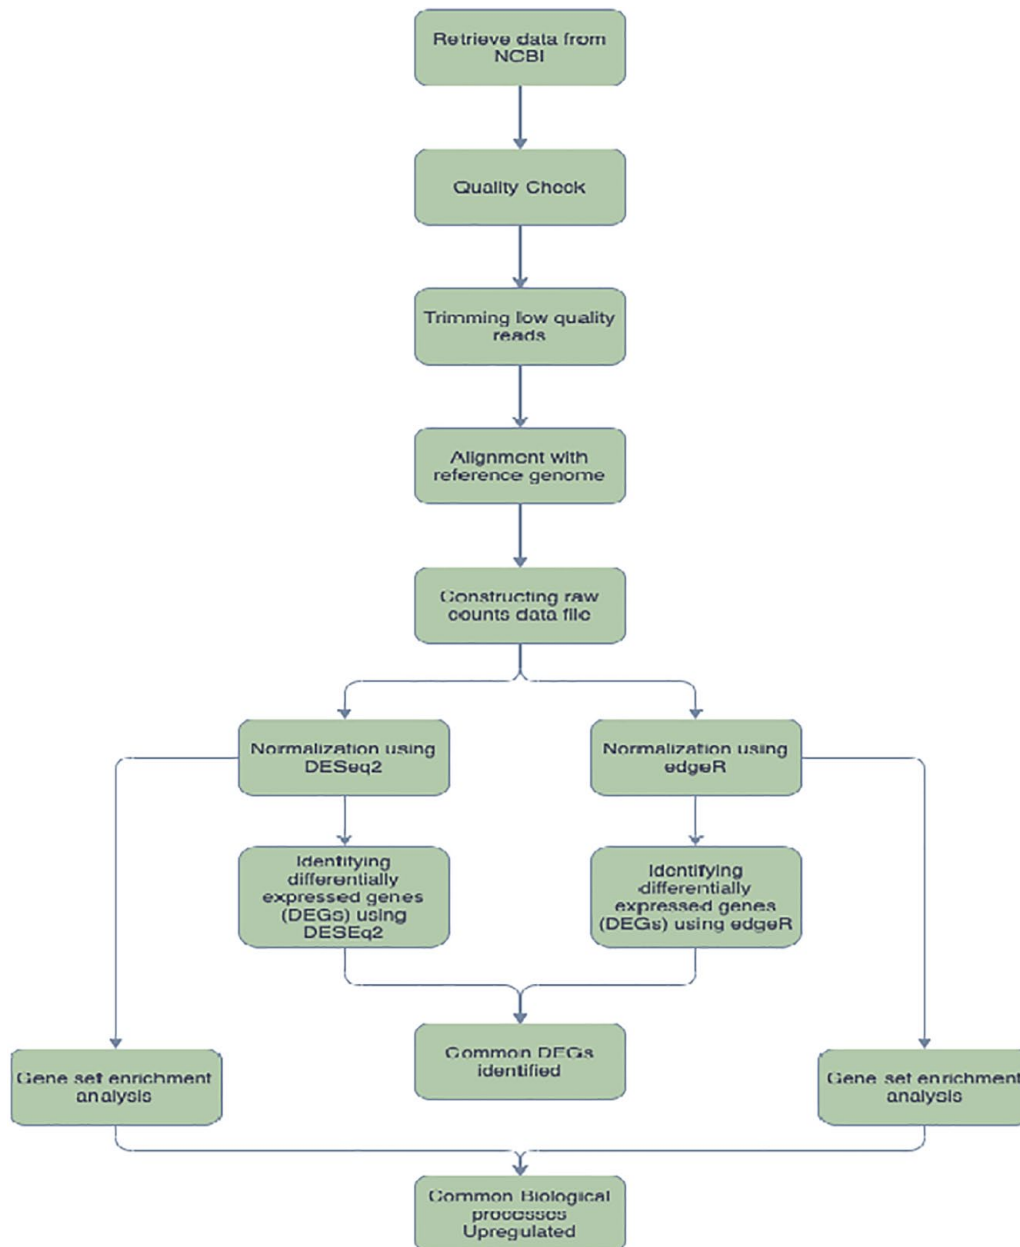 Retrieve data from
NCBI
Quality Check
Trimming low quality
reads
Alignment with
reference genome
Constructing raw
counts data file
Normalization using
DESeq2
Normalization using
edgeR
Identifying
differentially
expressed genes
(DEGs) using
DESEq2
Identifying
differentially
expressed genes
(DEGs) using edgeR
Common DEGs
identified
Gene set enrichment
analysis
Gene set enrichment
analysis
Common Biological
processes
Upregulated